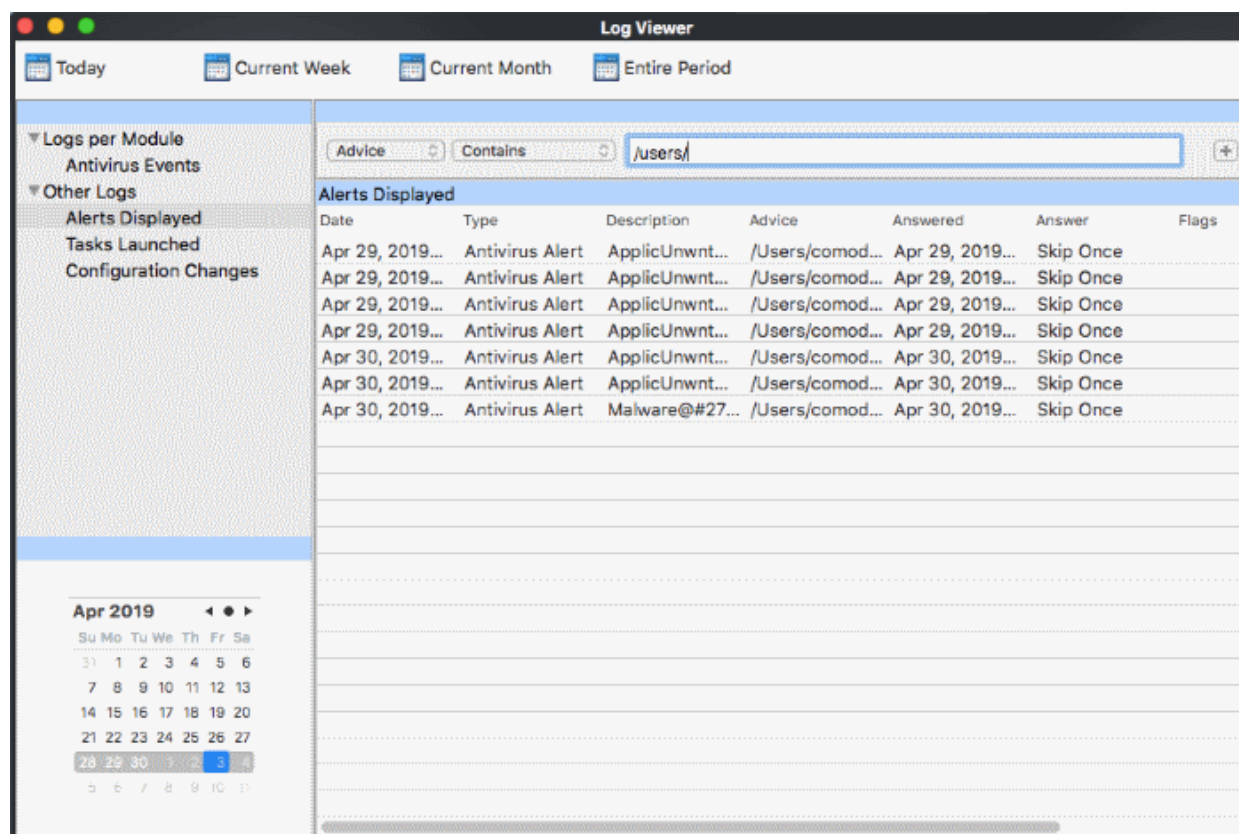 Log Viewer
Today Current Week Current Month Entire Period
Logs per Module
Antivirus Events
Other Logs
Alerts Displayed
Tasks Launched
Configuration Changes
Advice Contains /users/ +
Alerts Displayed
Date Type Description Advice Answered Answer Flags
Apr 29, 2019... Antivirus Alert ApplicUnwnt... /Users/comod... Apr 29, 2019... Skip Once
Apr 29, 2019... Antivirus Alert ApplicUnwnt... /Users/comod... Apr 29, 2019... Skip Once
Apr 29, 2019... Antivirus Alert ApplicUnwnt... /Users/comod... Apr 29, 2019... Skip Once
Apr 29, 2019... Antivirus Alert ApplicUnwnt... /Users/comod... Apr 29, 2019... Skip Once
Apr 30, 2019... Antivirus Alert ApplicUnwnt... /Users/comod... Apr 30, 2019... Skip Once
Apr 30, 2019... Antivirus Alert ApplicUnwnt... /Users/comod... Apr 30, 2019... Skip Once
Apr 30, 2019... Antivirus Alert Malware@#27... /Users/comod... Apr 30, 2019... Skip Once
Apr 2019
Su Mo Tu We Th Fr Sa
31 1 2 3 4 5 6
7 8 9 10 11 12 13
14 15 16 17 18 19 20
21 22 23 24 25 26 27
28 29 30 1 2 3 4
5 6 7 8 9 10 11